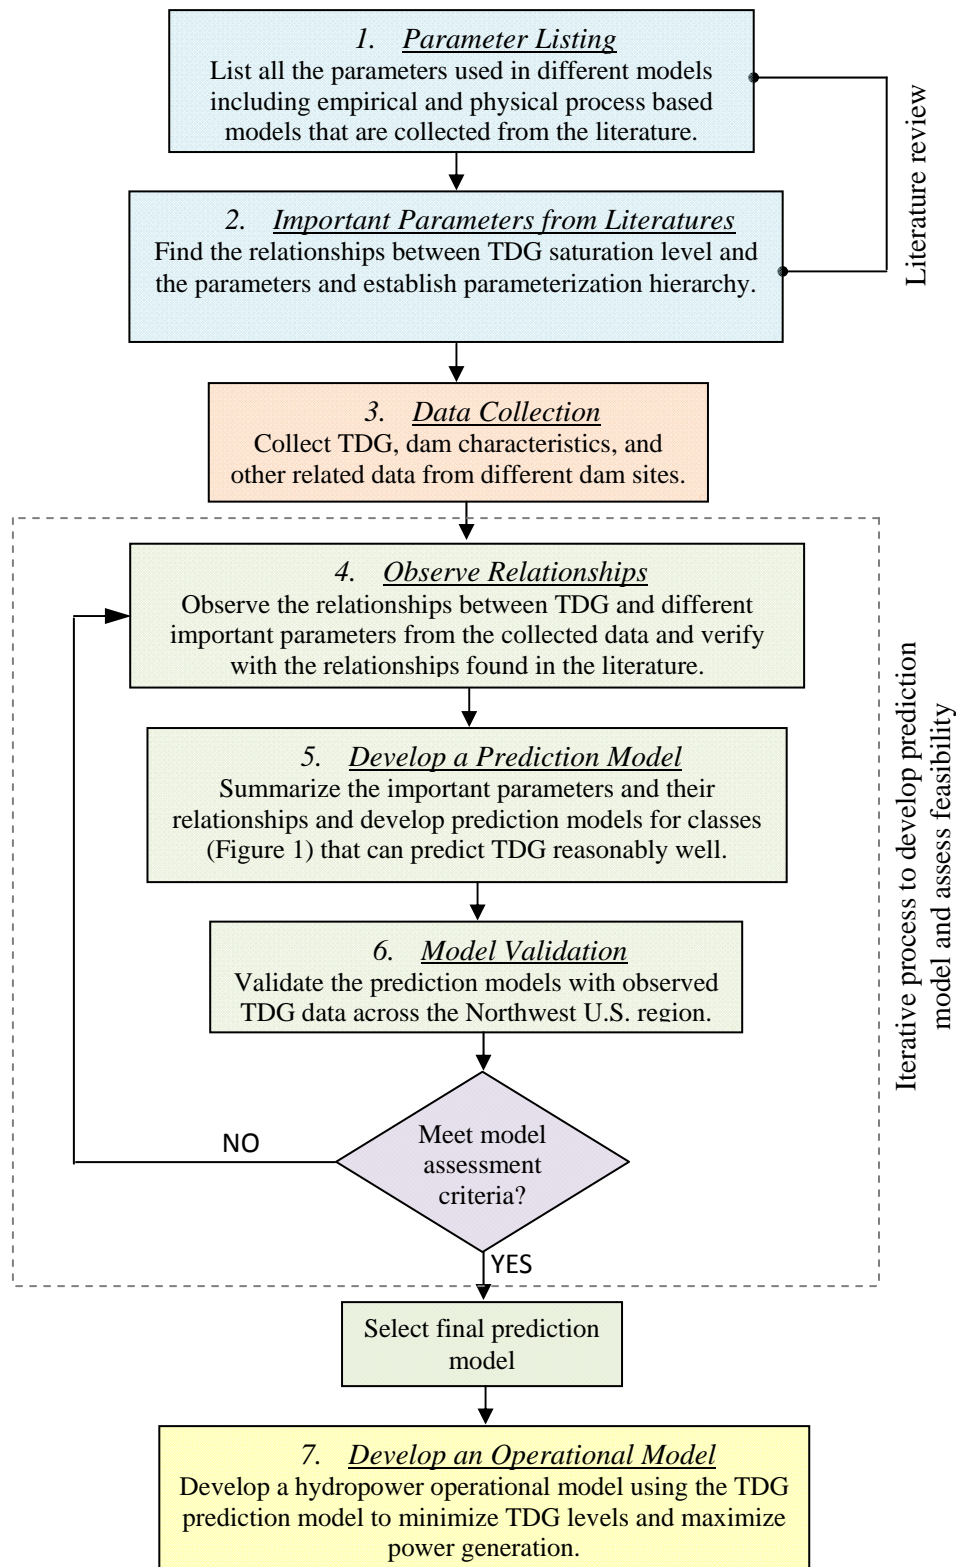 1. Parameter Listing
List all the parameters used in different models
including empirical and physical process based
models that are collected from the literature.
Literature review
2. Important Parameters from Literatures
Find the relationships between TDG saturation level and
the parameters and establish parameterization hierarchy.
3. Data Collection
Collect TDG, dam characteristics, and
other related data from different dam sites.
4. Observe Relationships
Observe the relationships between TDG and different
important parameters from the collected data and verify
with the relationships found in the literature.
5. Develop a Prediction Model
Summarize the important parameters and their
relationships and develop prediction models for classes
(Figure 1) that can predict TDG reasonably well.
6. Model Validation
Validate the prediction models with observed
TDG data across the Northwest U.S. region.
Iterative process to develop prediction
model and assess feasibility
Meet model
assessment
criteria?
NO
YES
Select final prediction
model
7. Develop an Operational Model
Develop a hydropower operational model using the TDG
prediction model to minimize TDG levels and maximize
power generation.